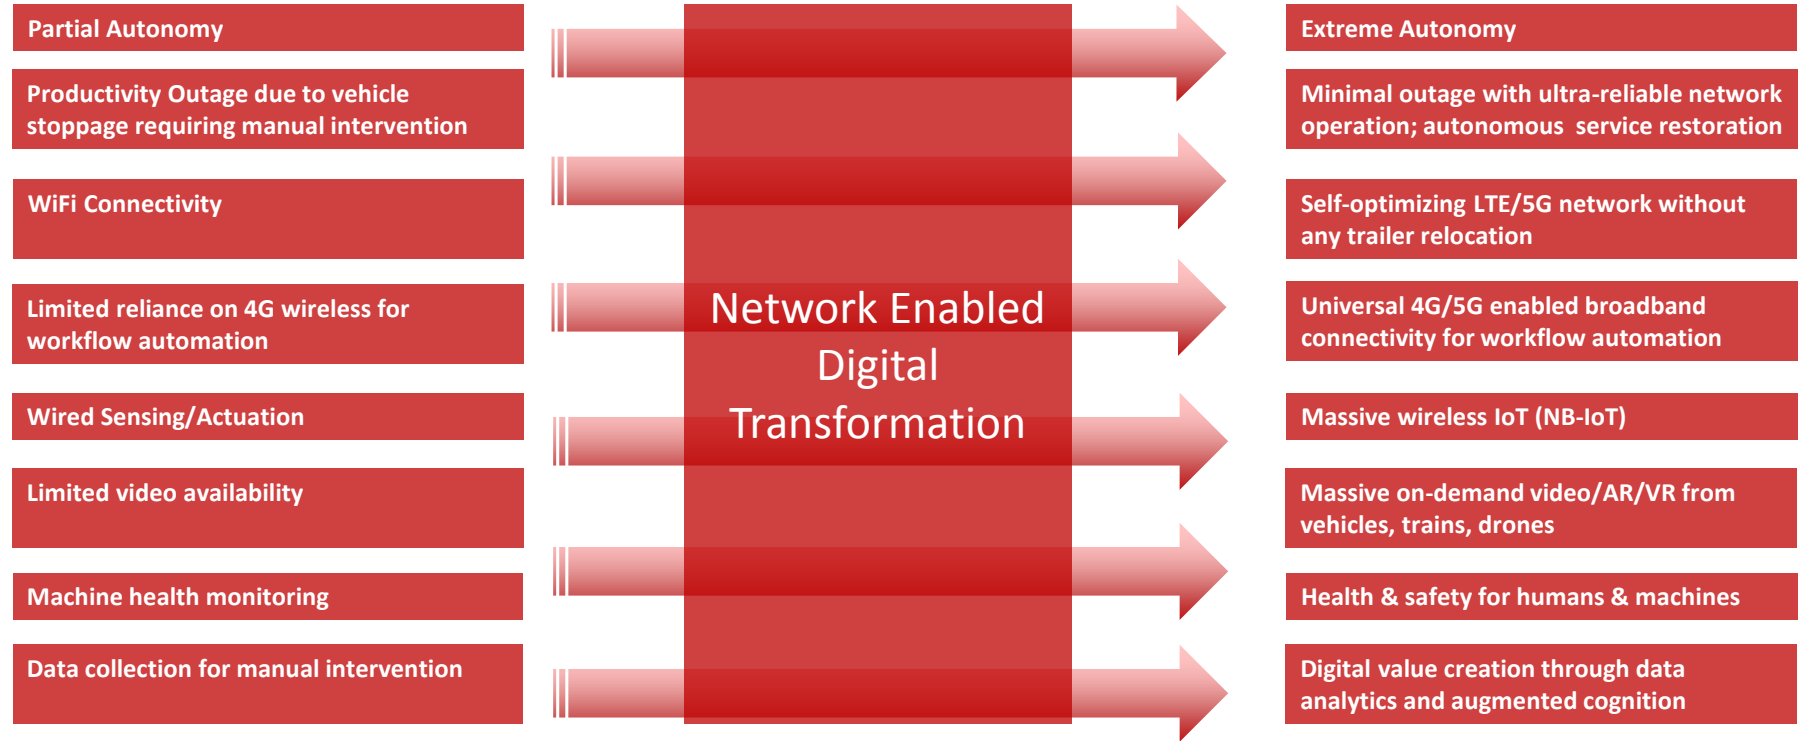 Partial Autonomy
Productivity Outage due to vehicle
stoppage requiring manual intervention
WiFi Connectivity
Limited reliance on 4G wireless for
workflow automation
Wired Sensing/Actuation
Limited video availability
Machine health monitoring
Data collection for manual intervention
Network Enabled
Digital
Transformation
Extreme Autonomy
Minimal outage with ultra-reliable network
operation; autonomous service restoration
Self-optimizing LTE/5G network without
any trailer relocation
Universal 4G/5G enabled broadband
connectivity for workflow automation
Massive wireless IoT (NB-IoT)
Massive on-demand video/AR/VR from
vehicles, trains, drones
Health & safety for humans & machines
Digital value creation through data
analytics and augmented cognition